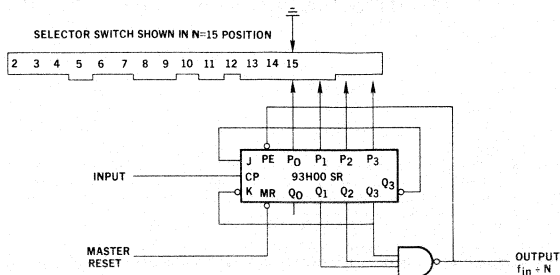 SELECTOR SWITCH SHOWN IN N=15 POSITION
2 3 4 5 6 7 8 9 10 11 12 13 14 15
J PE P0 P1 P2 P3
INPUT CP 93H00 SR Q3
K MR Q0 Q1 Q2 Q3
MASTER
RESET
OUTPUT
fin ÷ N